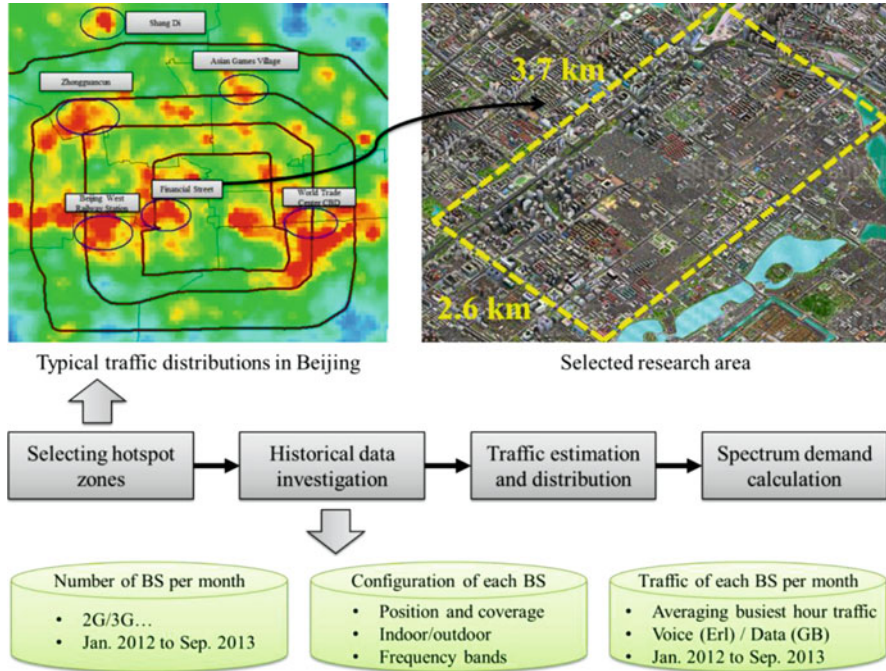 Shang Di
Asian Games Village
Zhongguancun
Financial Street
Beijing West
Railway Station
World Trade
Center CBD
3.7 km
2.6 km
Typical traffic distributions in Beijing
Selected research area
Selecting hotspot
zones
Historical data
investigation
Traffic estimation
and distribution
Spectrum demand
calculation
Number of BS per month
• 2G/3G…
• Jan. 2012 to Sep. 2013
Configuration of each BS
• Position and coverage
• Indoor/outdoor
• Frequency bands
Traffic of each BS per month
• Averaging busiest hour traffic
• Voice (Erl) / Data (GB)
• Jan. 2012 to Sep. 2013